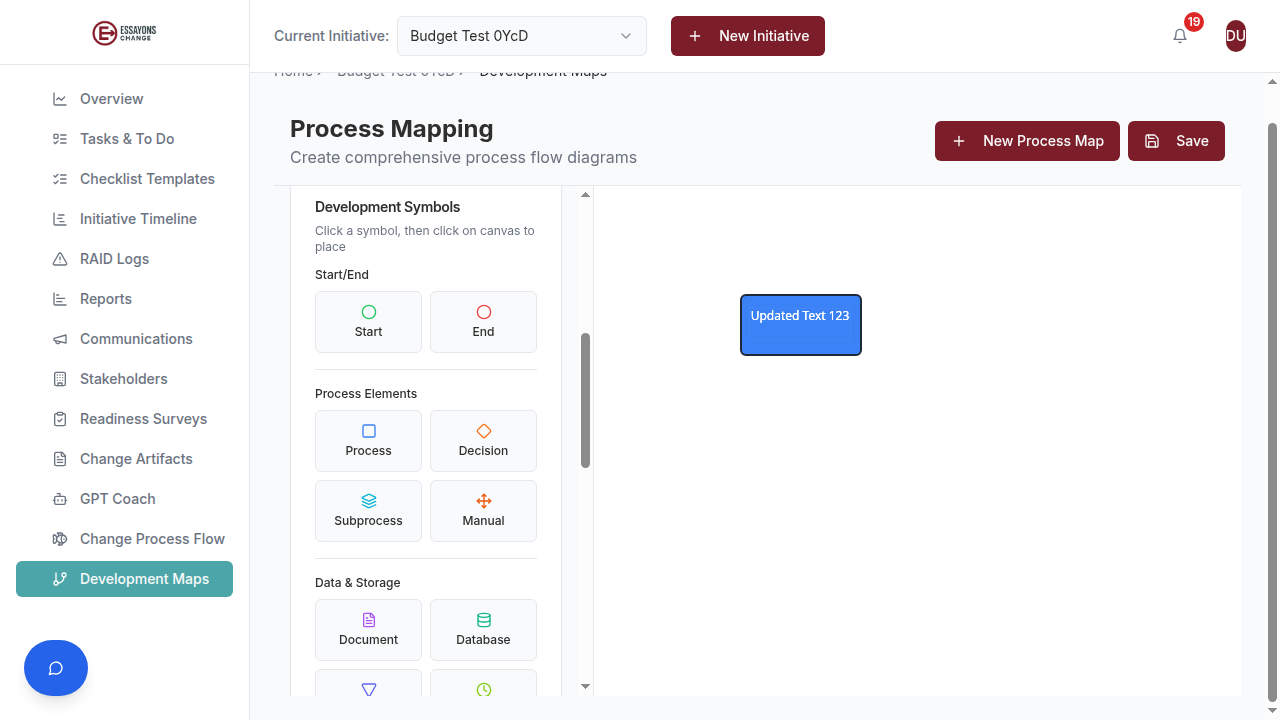 ESSAYONS
CHANGE
Current Initiative:
Budget Test 0YcD
New Initiative
19
DU
Home
Budget Test 0YcD
Development Maps
Overview
Tasks & To Do
Checklist Templates
Initiative Timeline
RAID Logs
Reports
Communications
Stakeholders
Readiness Surveys
Change Artifacts
GPT Coach
Change Process Flow
Development Maps
Process Mapping
Create comprehensive process flow diagrams
New Process Map
Save
Development Symbols
Click a symbol, then click on canvas to
place
Start/End
Start
End
Process Elements
Process
Decision
Subprocess
Manual
Data & Storage
Document
Database
Updated Text 123